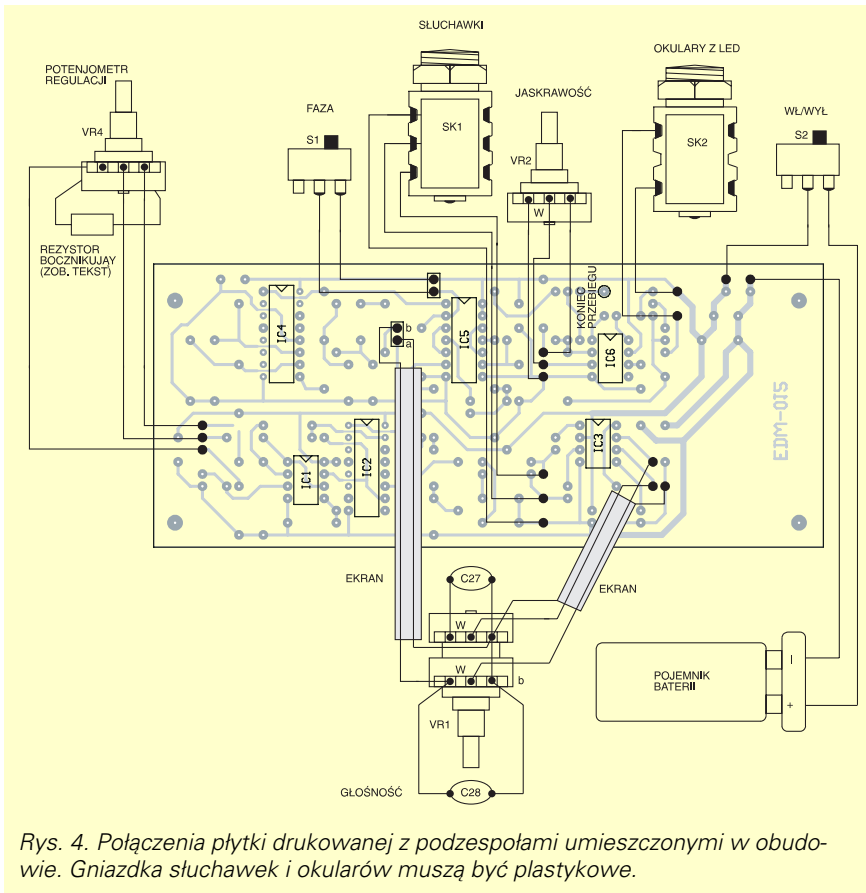 SŁUCHAWKI
OKULARY Z LED
POTENJOMETR
REGULACJI
JASKRAWOŚĆ
FAZA
WŁ/WYŁ
VR4
S1
SK1
VR2
SK2
S2
W
REZYSTOR
BOCZNIKUJĄY
(ZOB. TEKST)
KONIEC
PRZEBIEGU
IC4
b
a
IC5
IC6
EDM-015
IC1
IC2
IC3
EKRAN
C27
EKRAN
W
W
b
VR1
POJEMNIK
BATERII
I
+
GŁOŚNOŚĆ
C28
Rys. 4. Połączenia płytki drukowanej z podzespołami umieszczonymi w obudo-
wie. Gniazdka słuchawek i okularów muszą być plastykowe.